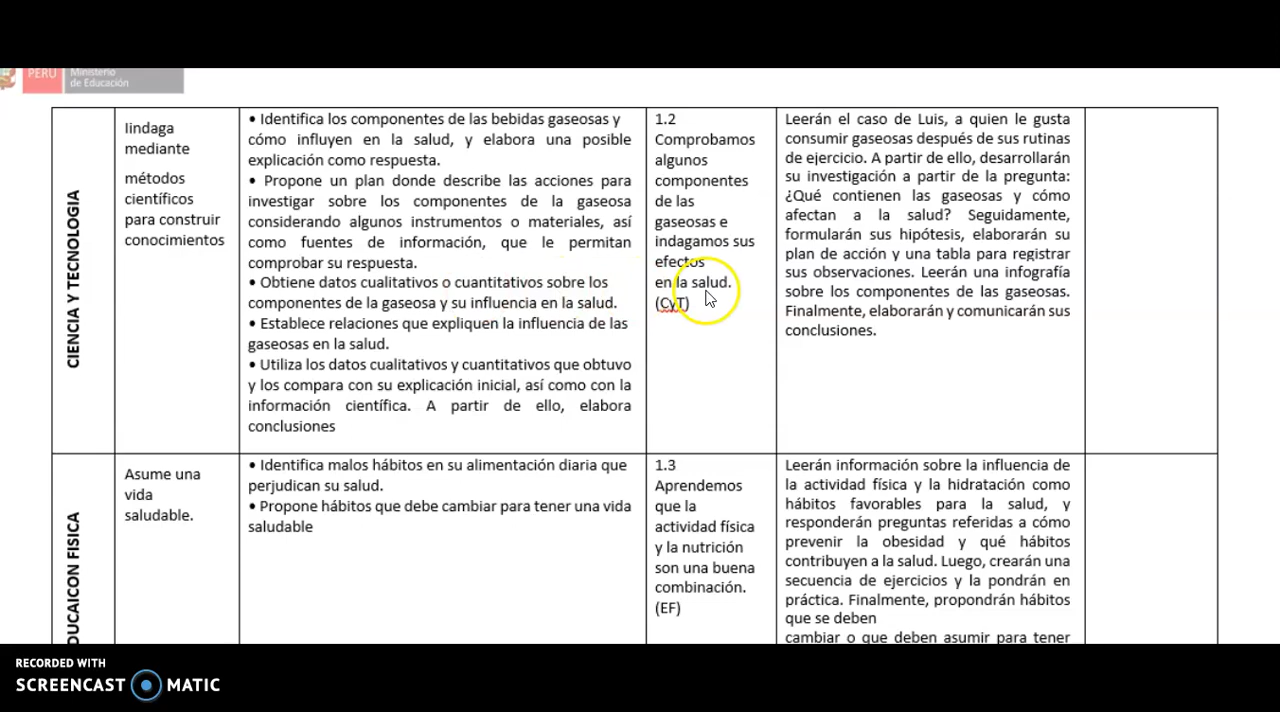 PERÚ
Ministerio
de Educación
CIENCIA Y TECNOLOGIA
Iindaga
mediante
métodos
científicos
para construir
conocimientos
• Identifica los componentes de las bebidas gaseosas y
cómo influyen en la salud, y elabora una posible
explicación como respuesta.
• Propone un plan donde describe las acciones para
investigar sobre los componentes de la gaseosa
considerando algunos instrumentos o materiales, así
como fuentes de información, que le permitan
comprobar su respuesta.
• Obtiene datos cualitativos o cuantitativos sobre los
componentes de la gaseosa y su influencia en la salud.
• Establece relaciones que expliquen la influencia de las
gaseosas en la salud.
• Utiliza los datos cualitativos y cuantitativos que obtuvo
y los compara con su explicación inicial, así como con la
información científica. A partir de ello, elabora
conclusiones
1.2
Comprobamos
algunos
componentes
de las
gaseosas e
indagamos sus
efectos
en la salud.
(CyT)
Leerán el caso de Luis, a quien le gusta
consumir gaseosas después de sus rutinas
de ejercicio. A partir de ello, desarrollarán
su investigación a partir de la pregunta:
¿Qué contienen las gaseosas y cómo
afectan a la salud? Seguidamente,
formularán sus hipótesis, elaborarán su
plan de acción y una tabla para registrar
sus observaciones. Leerán una infografía
sobre los componentes de las gaseosas.
Finalmente, elaborarán y comunicarán sus
conclusiones.
DUCAICON FISICA
Asume una
vida
saludable.
• Identifica malos hábitos en su alimentación diaria que
perjudican su salud.
• Propone hábitos que debe cambiar para tener una vida
saludable
1.3
Aprendemos
que la
actividad física
y la nutrición
son una buena
combinación.
(EF)
Leerán información sobre la influencia de
la actividad física y la hidratación como
hábitos favorables para la salud, y
responderán preguntas referidas a cómo
prevenir la obesidad y qué hábitos
contribuyen a la salud. Luego, crearán una
secuencia de ejercicios y la pondrán en
práctica. Finalmente, propondrán hábitos
que se deben
cambiar o que deben asumir para tener
RECORDED WITH
SCREENCAST MATIC